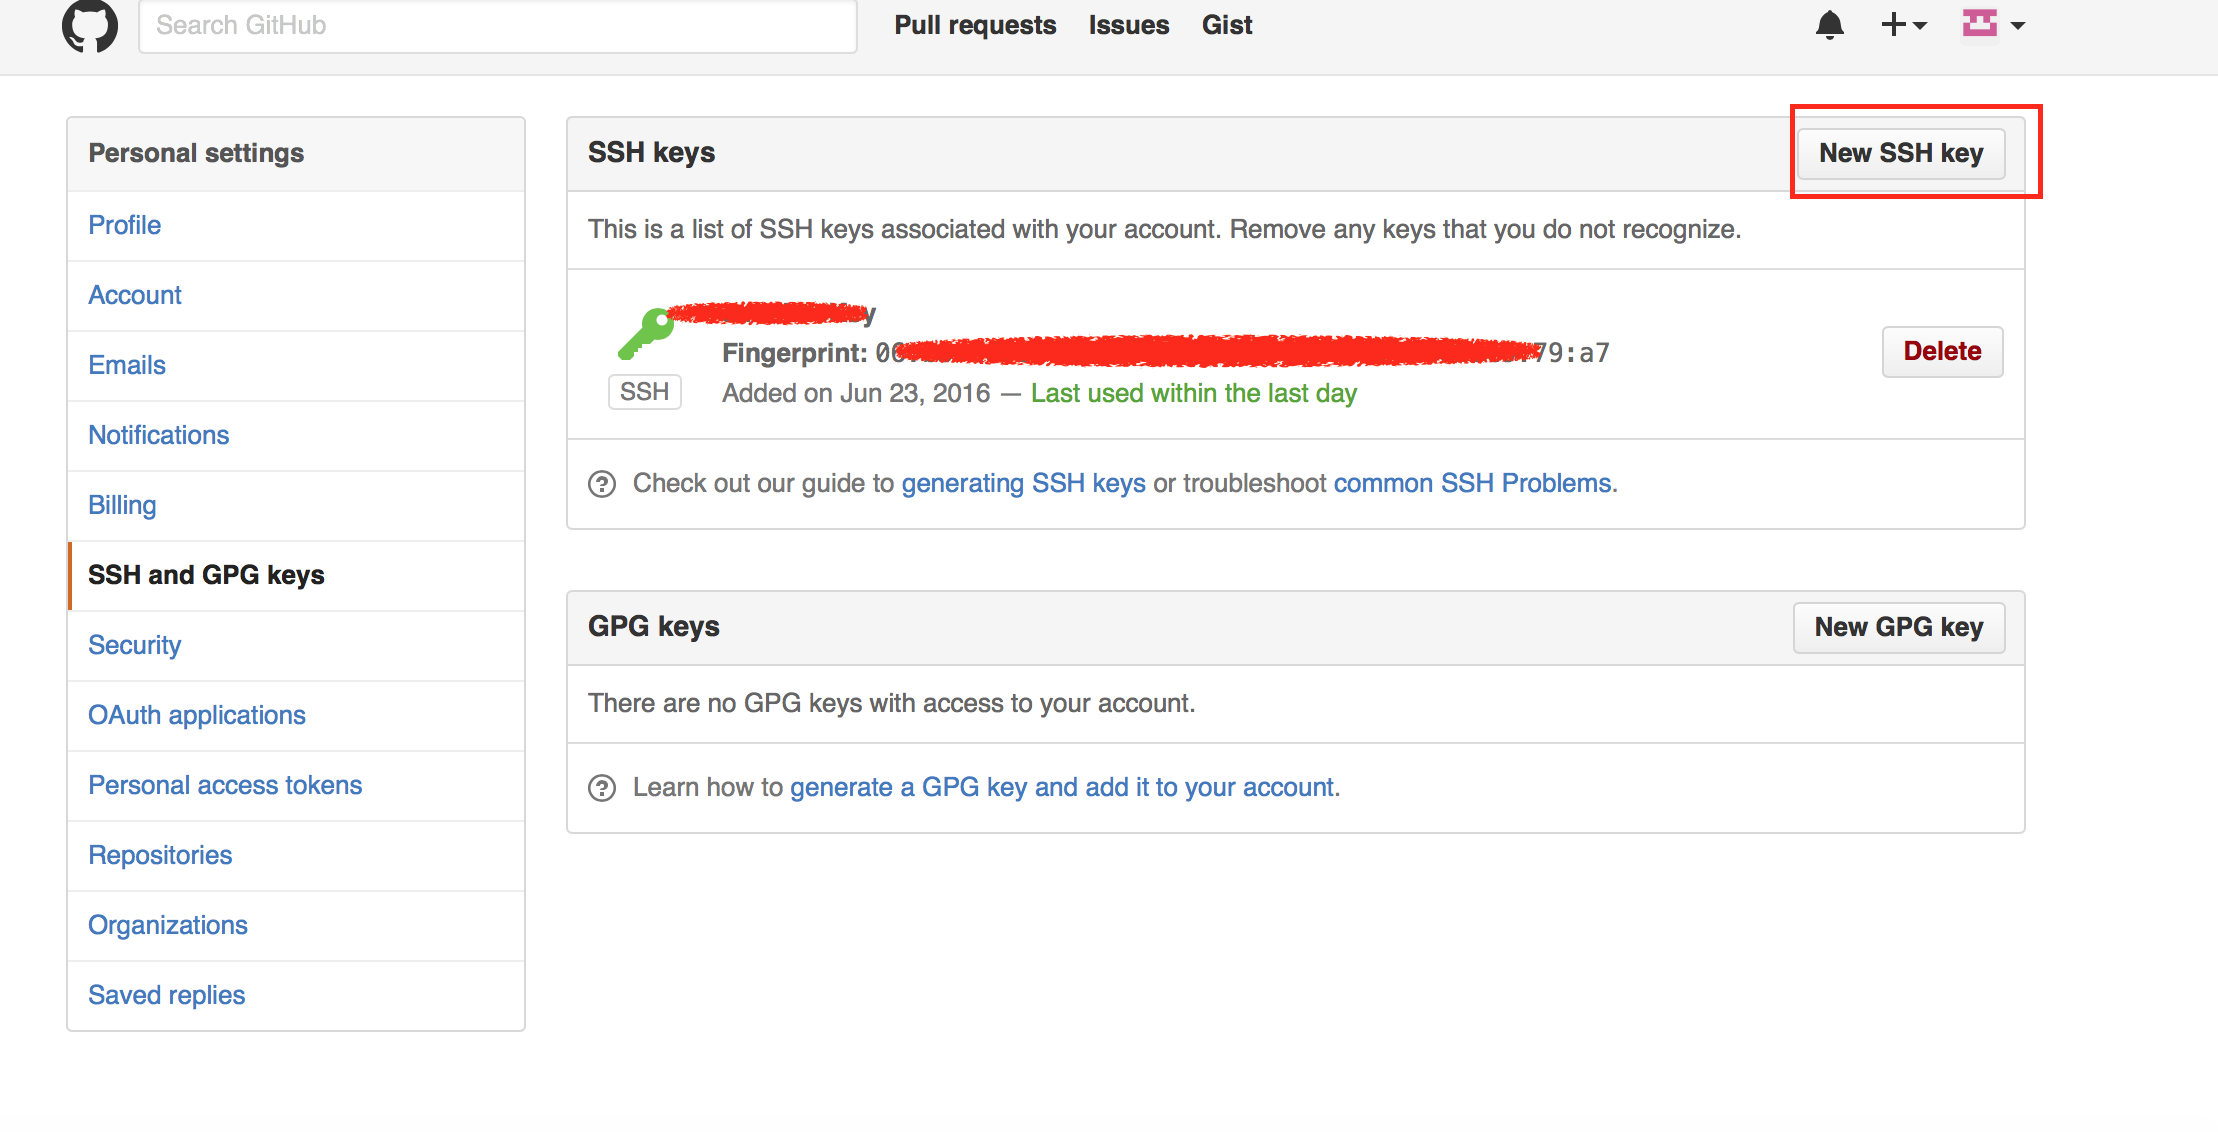 Search GitHub
Pull requests Issues Gist
Personal settings
Profile
Account
Emails
Notifications
Billing
SSH and GPG keys
Security
OAuth applications
Personal access tokens
Repositories
Organizations
Saved replies
SSH keys
New SSH key
This is a list of SSH keys associated with your account. Remove any keys that you do not recognize.
y
SSH
Fingerprint: 79:a7
Added on Jun 23, 2016 — Last used within the last day
Delete
Check out our guide to generating SSH keys or troubleshoot common SSH Problems.
GPG keys
New GPG key
There are no GPG keys with access to your account.
Learn how to generate a GPG key and add it to your account.